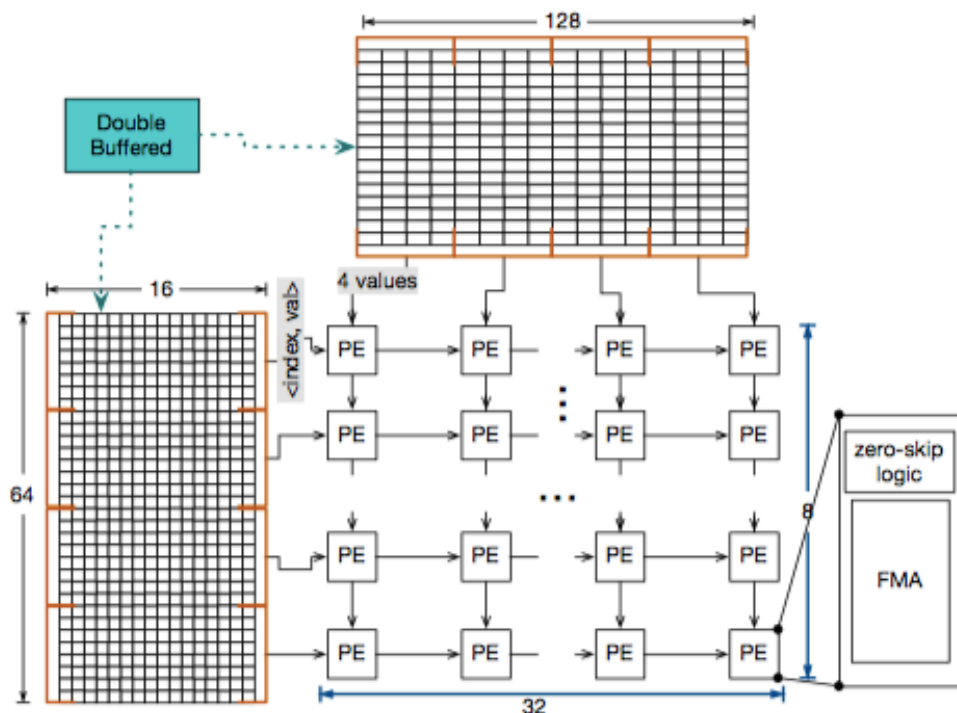 128
Double
Buffered
16
<index, val>
4 values
PE
PE
PE
PE
PE
PE
PE
PE
zero-skip
logic
64
8
PE
PE
PE
PE
FMA
PE
PE
PE
PE
32